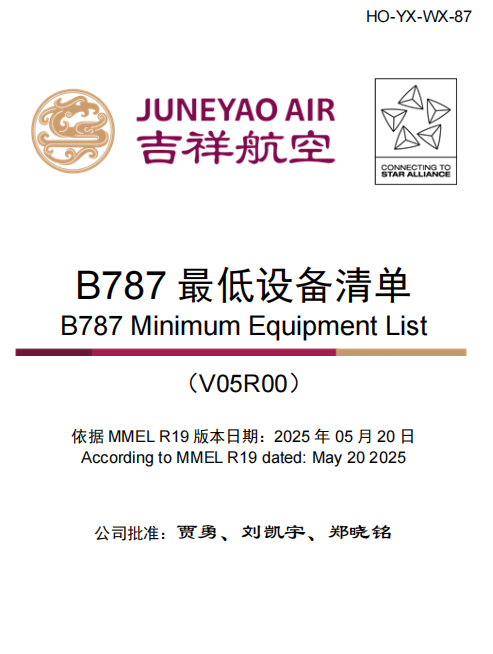 HO-YX-WX-87
JUNEYAO AIR
吉祥航空
CONNECTING TO
STAR ALLIANCE
B787 最低设备清单
B787 Minimum Equipment List
（V05R00）
依据 MMEL R19 版本日期：2025 年 05 月 20 日
According to MMEL R19 dated: May 20 2025
公司批准：贾勇、刘凯宇、郑晓铭